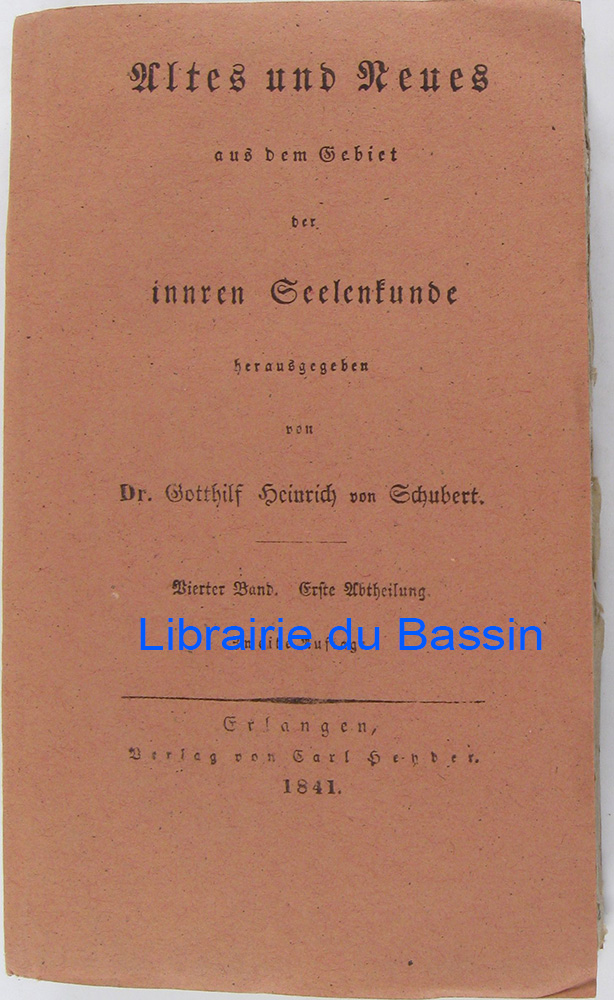 Altes und Neues
aus dem Gebiet
der
innren Seelenkunde
herausgegeben
von
Dr. Gotthilf Heinrich von Schubert.
Vierter Band. Erste Abtheilung.
Librairie du Bassin
Erlangen,
Verlag von Carl Heyder.
1841.